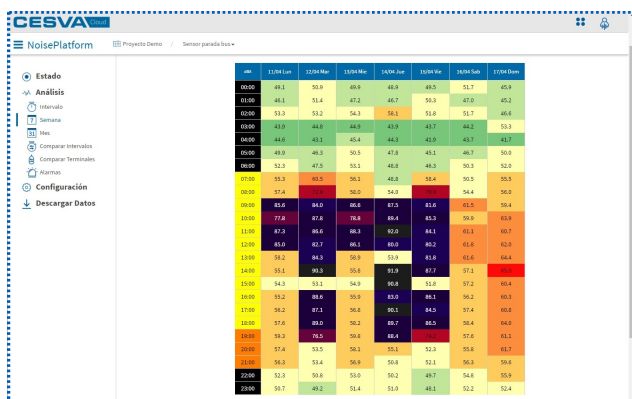 CESVA Cloud
NoisePlatform
Proyecto Demo / Sensor parada bus
Estado
Análisis
Intervalo
7 Semana
31 Mes
Comparar Intervalos
Comparar Terminales
Alarmas
Configuración
Descargar Datos
dBA 11/04 Lun 12/04 Mar 13/04 Mie 14/04 Jue 15/04 Vie 16/04 Sab 17/04 Dom
00:00 49.1 50.9 49.9 48.9 49.5 51.7 45.9
01:00 48.1 51.4 47.2 46.7 50.3 47.0 45.2
02:00 53.3 53.2 54.3 56.1 51.8 51.7 46.6
03:00 43.9 44.8 44.9 43.9 43.7 44.2 53.3
04:00 44.6 43.1 45.4 44.3 41.9 43.7 41.7
05:00 49.9 46.3 50.5 47.8 45.1 46.7 50.0
06:00 52.3 47.5 53.1 48.8 46.3 50.3 52.0
07:00 55.3 60.5 56.1 48.8 58.4 50.5 55.5
08:00 57.4 58.0 54.0 54.4 56.0
09:00 85.6 84.0 86.6 87.5 81.6 61.5 59.4
10:00 77.8 87.8 78.8 89.4 85.3 59.9 63.9
11:00 87.3 86.6 88.3 92.0 84.1 61.1 60.7
12:00 85.0 82.7 86.1 80.0 80.2 61.8 62.0
13:00 58.2 84.3 58.9 53.9 81.8 61.6 64.4
14:00 55.1 90.3 55.8 91.9 87.7 57.1
15:00 54.3 53.1 54.9 90.8 51.8 57.2 60.4
16:00 55.2 88.6 55.9 83.0 86.1 56.2 60.3
17:00 56.2 87.1 56.8 90.1 84.5 57.4 60.8
18:00 57.6 89.0 58.2 89.7 86.5 58.4 64.0
19:00 59.3 76.5 59.8 88.4 57.6 61.1
20:00 57.4 53.5 58.1 55.1 52.3 55.8 61.7
21:00 56.3 53.4 56.9 50.8 52.1 56.3 59.6
22:00 52.3 50.8 53.0 50.2 49.7 54.8 55.9
23:00 50.7 49.2 51.4 51.0 48.1 52.2 52.4